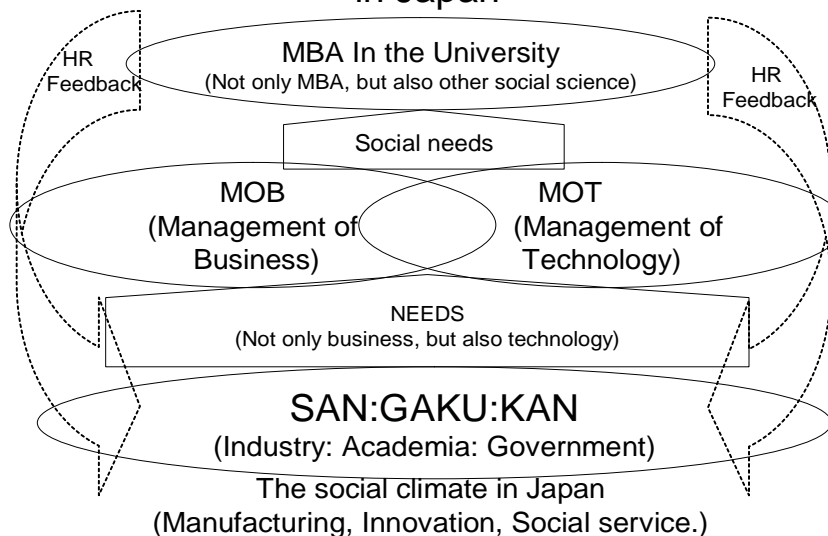 in Japan
HR
Feedback
MBA In the University
(Not only MBA, but also other social science)
HR
Feedback
Social needs
MOB
(Management of
Business)
MOT
(Management of
Technology)
NEEDS
(Not only business, but also technology)
SAN:GAKU:KAN
(Industry: Academia: Government)
The social climate in Japan
(Manufacturing, Innovation, Social service.)